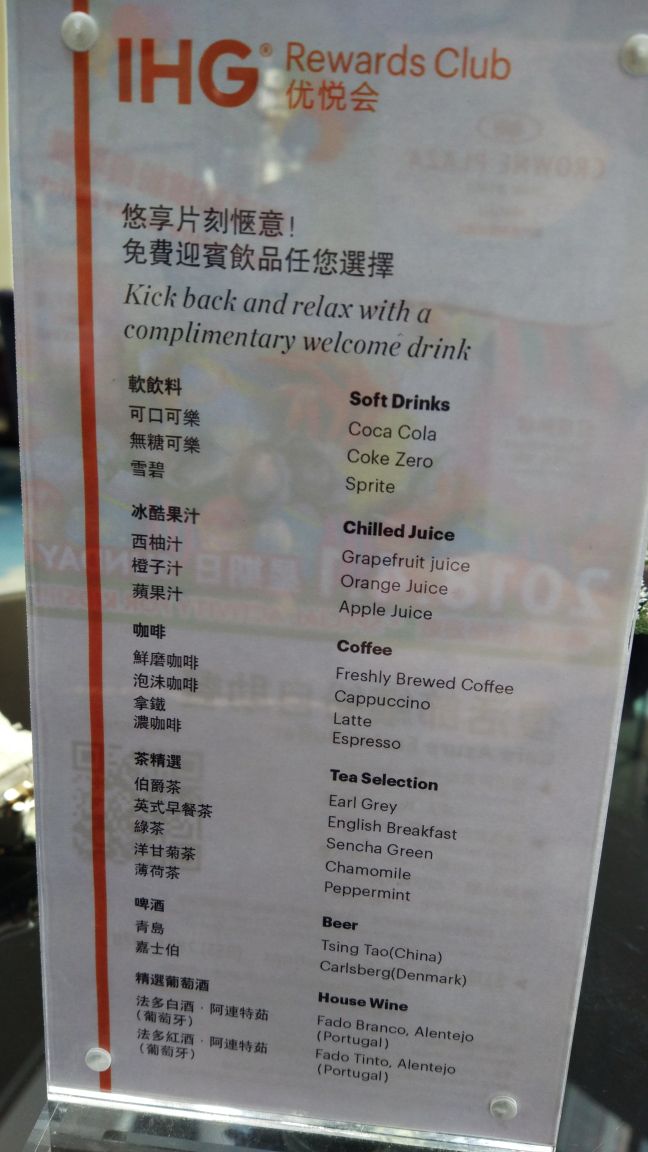 IHG® Rewards Club
优悦会
悠享片刻愜意!
免費迎賓飲品任您選擇
Kick back and relax with a
complimentary welcome drink
軟飲料
可口可樂
無糖可樂
雪碧
Soft Drinks
Coca Cola
Coke Zero
Sprite
冰酷果汁
西柚汁
橙子汁
蘋果汁
Chilled Juice
Grapefruit juice
Orange Juice
Apple Juice
咖啡
鮮磨咖啡
泡沫咖啡
拿鐵
濃咖啡
Coffee
Freshly Brewed Coffee
Cappuccino
Latte
Espresso
茶精選
伯爵茶
英式早餐茶
綠茶
洋甘菊茶
薄荷茶
Tea Selection
Earl Grey
English Breakfast
Sencha Green
Chamomile
Peppermint
啤酒
青島
嘉士伯
Beer
Tsing Tao(China)
Carlsberg(Denmark)
精選葡萄酒
法多白酒·阿連特茹
(葡萄牙)
法多紅酒·阿連特茹
(葡萄牙)
House Wine
Fado Branco, Alentejo
(Portugal)
Fado Tinto, Alentejo
(Portugal)
CROWNE PLAZA